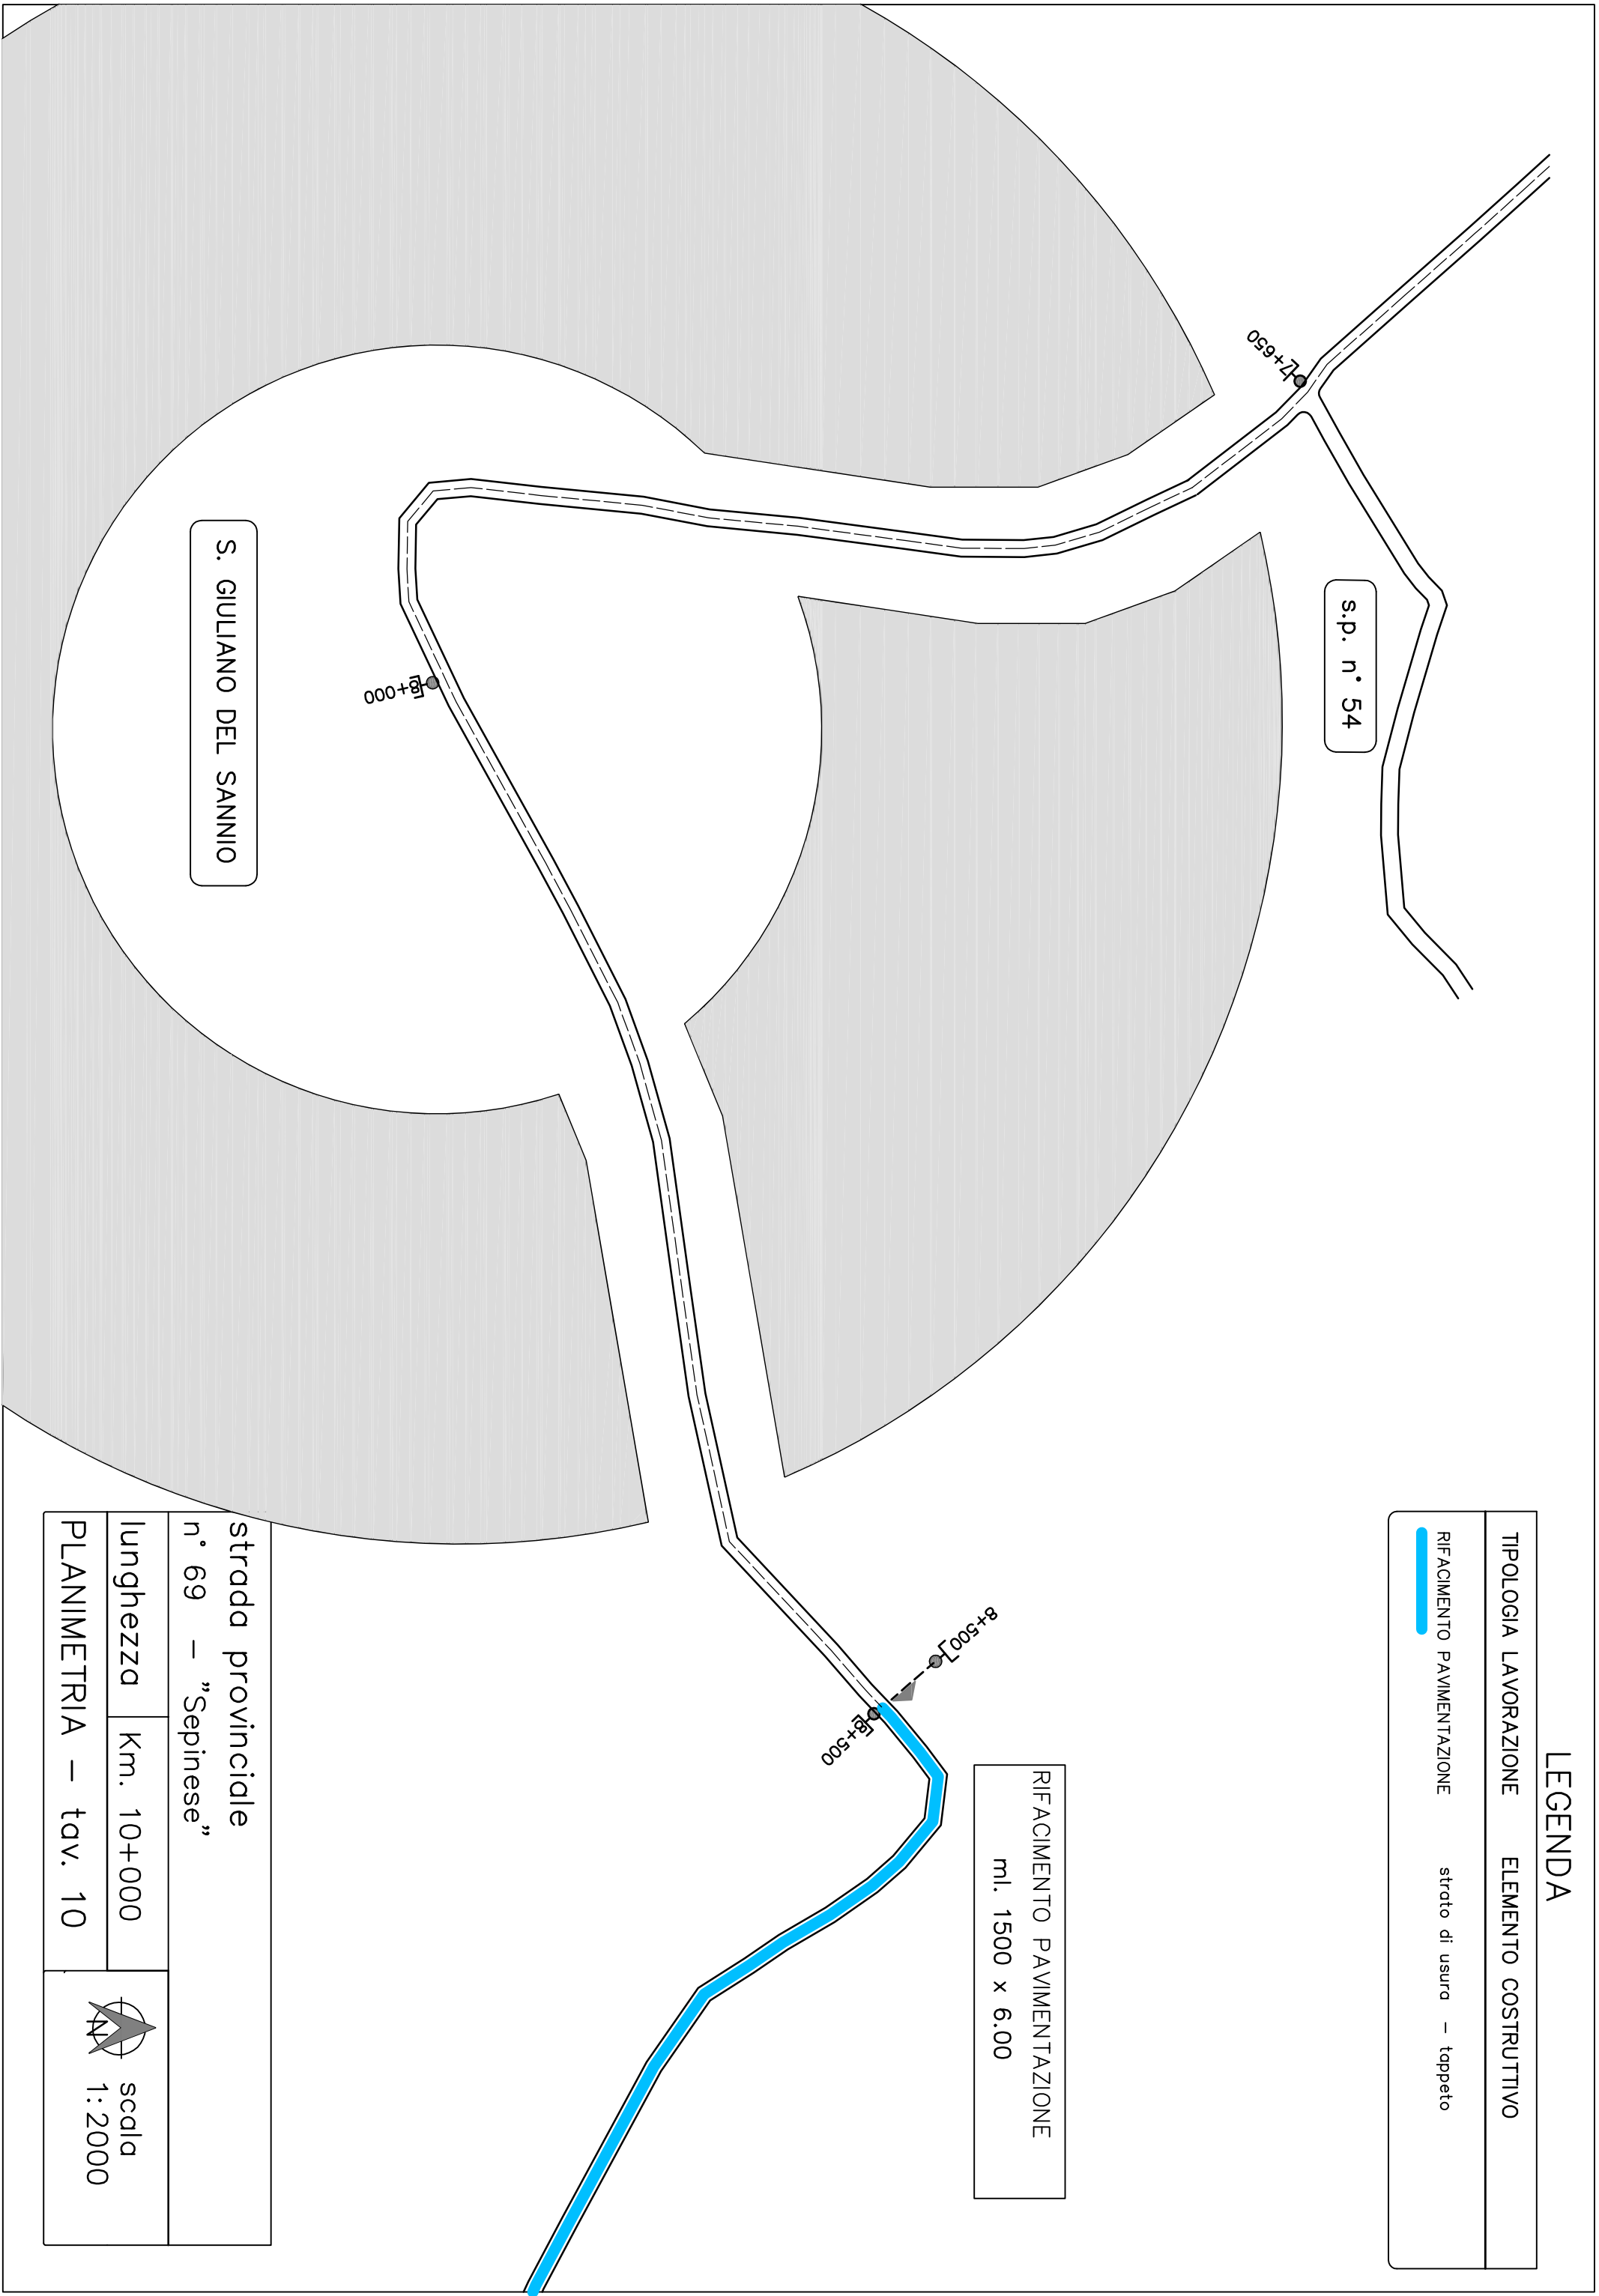 LEGENDA
TIPOLOGIA LAVORAZIONE ELEMENTO COSTRUTTIVO
RIFACIMENTO PAVIMENTAZIONE strato di usura - tappeto
s.p. n° 54
7+650
RIFACIMENTO PAVIMENTAZIONE
ml. 1500 x 6.00
8+500
8+500
8+000
S. GIULIANO DEL SANNIO
strada provinciale
n° 69 - "Sepinese"
lunghezza Km. 10+000
PLANIMETRIA - tav. 10
N
scala
1:2000